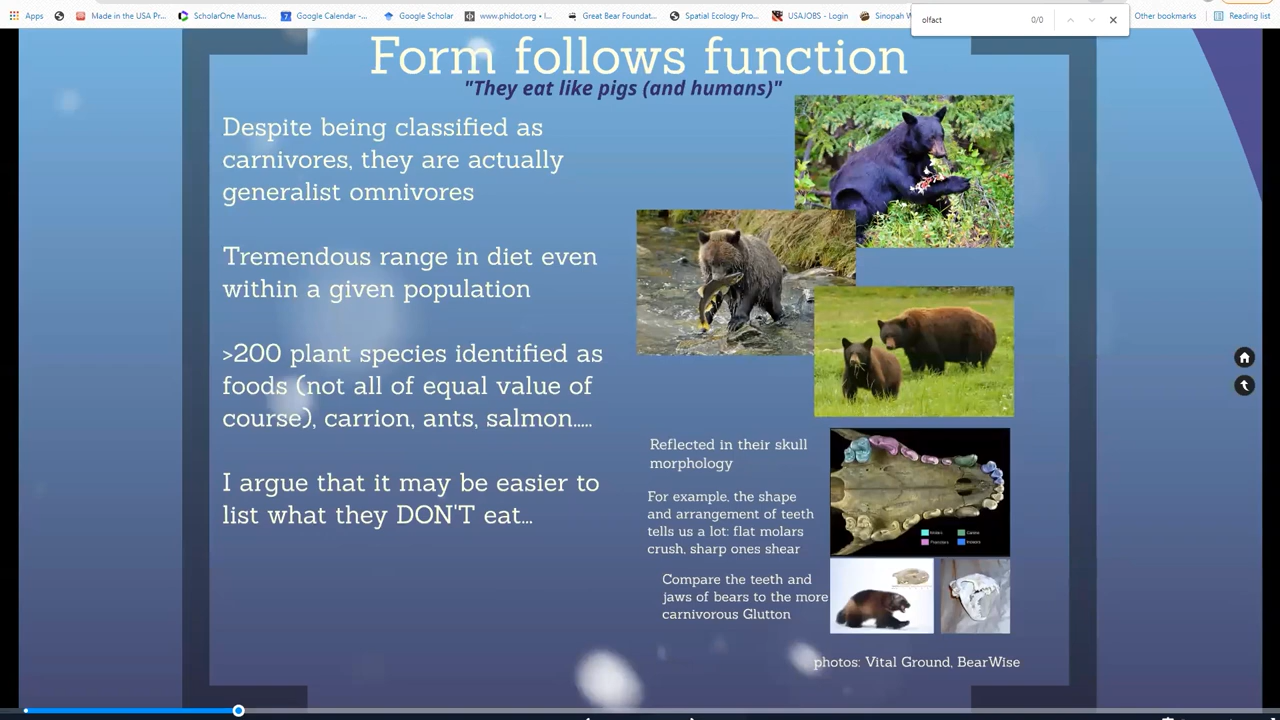 Apps
Made in the USA Pr...
ScholarOne Manus...
Google Calendar -...
Google Scholar
www.phidot.org • I...
Great Bear Foundat...
Spatial Ecology Pro...
USAJOBS - Login
Sinopah W
Other bookmarks
Reading list
olfact
0/0
Form follows function
"They eat like pigs (and humans)"
Despite being classified as
carnivores, they are actually
generalist omnivores
Tremendous range in diet even
within a given population
>200 plant species identified as
foods (not all of equal value of
course), carrion, ants, salmon.....
I argue that it may be easier to
list what they DON'T eat...
Reflected in their skull
morphology
For example, the shape
and arrangement of teeth
tells us a lot: flat molars
crush, sharp ones shear
Molars
Canine
Premolars
Incisors
Compare the teeth and
jaws of bears to the more
carnivorous Glutton
photos: Vital Ground, BearWise